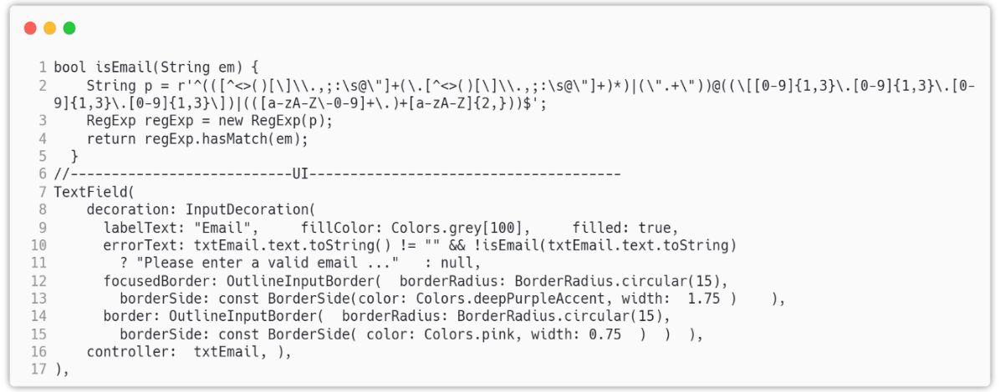 1 bool isEmail(String em) {
2     String p = r'^(([^<>()[\]\\.,;:\s@\"]+(\.[^<>()[\]\\.,;:\s@\"]+)*)|(\".+\"))@((\[[0-9]{1,3}\.[0-9]{1,3}\.[0-
9]{1,3}\.[0-9]{1,3}\])|(([a-zA-Z\-0-9]+\.)+[a-zA-Z]{2,}))$';
3     RegExp regExp = new RegExp(p);
4     return regExp.hasMatch(em);
5   }
6 //---------------------------UI--------------------------------------
7 TextField(
8     decoration: InputDecoration(
9       labelText: "Email",     fillColor: Colors.grey[100],     filled: true,
10       errorText: txtEmail.text.toString() != "" && !isEmail(txtEmail.text.toString)
11         ? "Please enter a valid email ..."   : null,
12       focusedBorder: OutlineInputBorder(  borderRadius: BorderRadius.circular(15),
13         borderSide: const BorderSide(color: Colors.deepPurpleAccent, width:  1.75 )    ),
14       border: OutlineInputBorder(  borderRadius: BorderRadius.circular(15),
15         borderSide: const BorderSide( color: Colors.pink, width: 0.75  )  )  ),
16     controller:  txtEmail, ),
17 ),